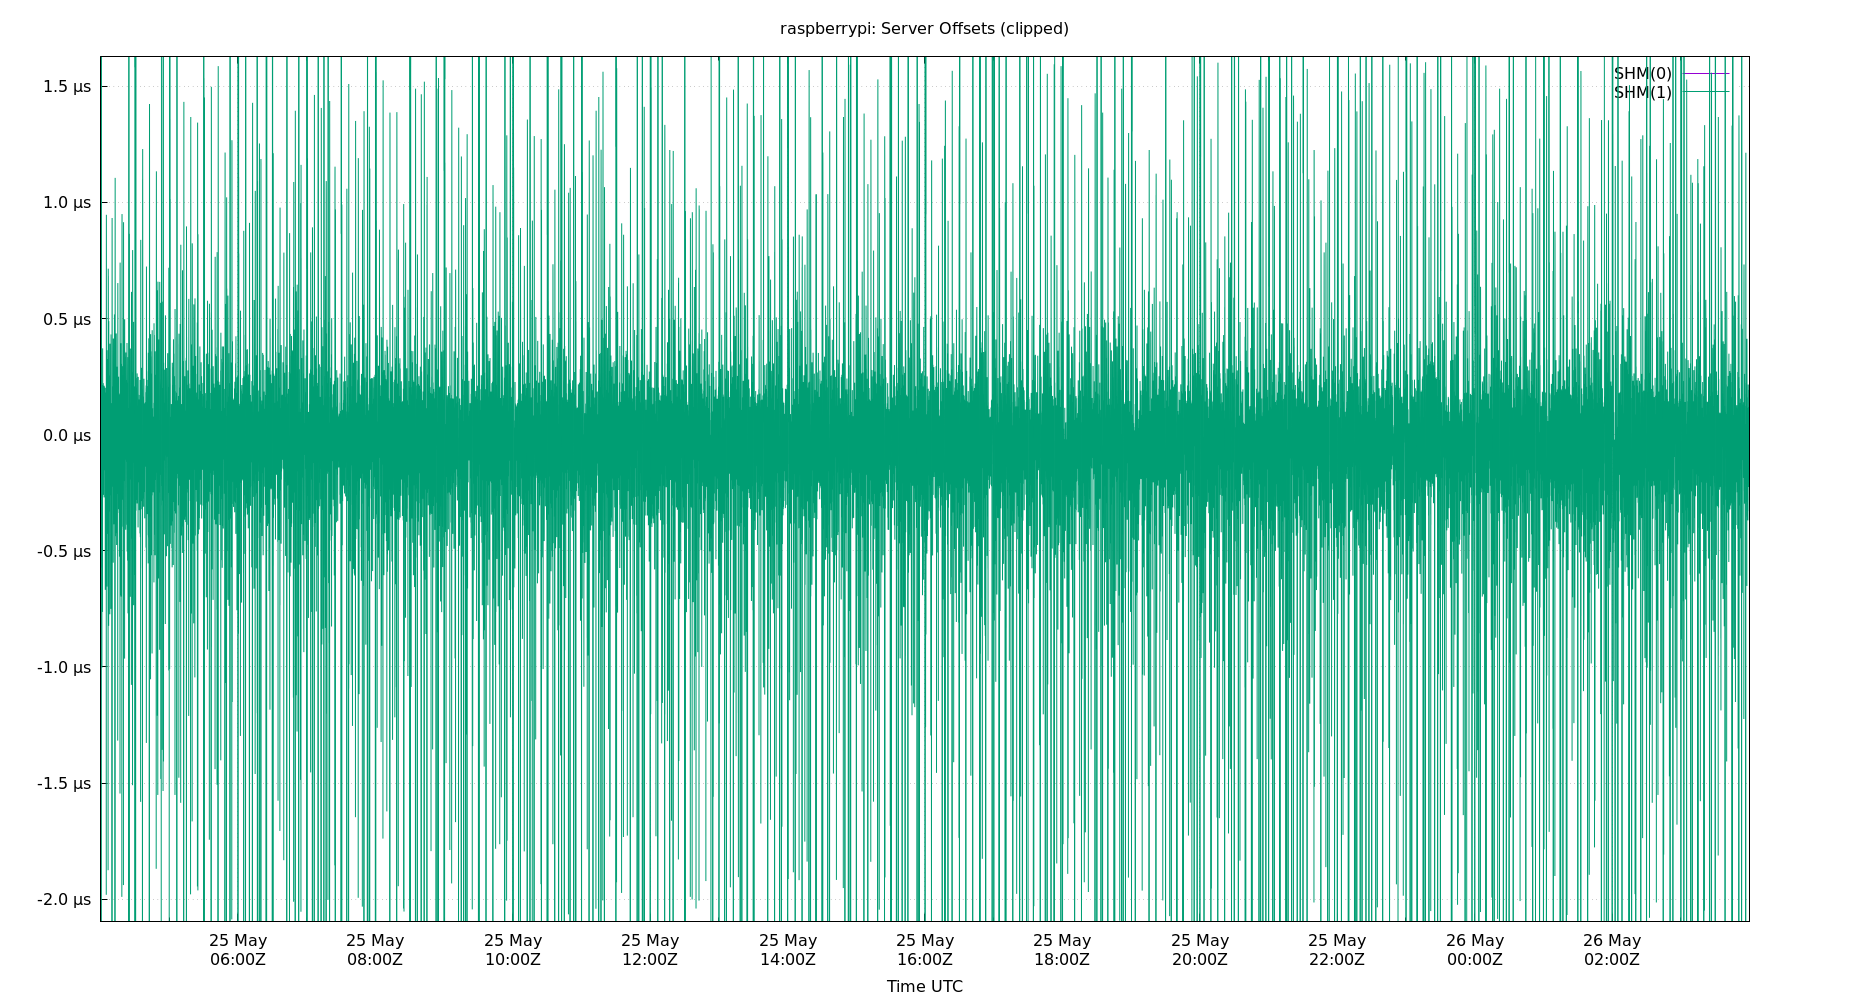 raspberrypi: Server Offsets (clipped)
SHM(0)
SHM(1)
1.5 µs
1.0 µs
0.5 µs
0.0 µs
-0.5 µs
-1.0 µs
-1.5 µs
-2.0 µs
25 May 25 May 25 May 25 May 25 May 25 May 25 May 25 May 25 May 26 May 26 May
06:00Z 08:00Z 10:00Z 12:00Z 14:00Z 16:00Z 18:00Z 20:00Z 22:00Z 00:00Z 02:00Z
Time UTC